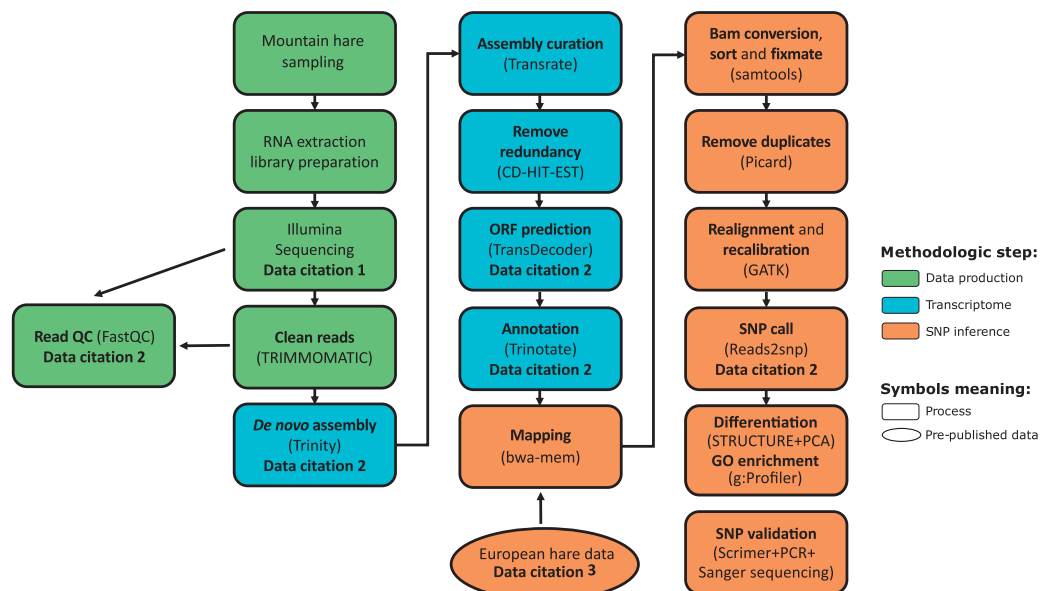 Mountain hare
sampling
RNA extraction
library preparation
Illumina
Sequencing
Data citation 1
Read QC (FastQC)
Data citation 2
Clean reads
(TRIMMOMATIC)
De novo assembly
(Trinity)
Data citation 2
Assembly curation
(Transrate)
Remove
redundancy
(CD-HIT-EST)
ORF prediction
(TransDecoder)
Data citation 2
Annotation
(Trinotate)
Data citation 2
Mapping
(bwa-mem)
European hare data
Data citation 3
Bam conversion,
sort and fixmate
(samtools)
Remove duplicates
(Picard)
Realignment and
recalibration
(GATK)
SNP call
(Reads2snp)
Data citation 2
Differentiation
(STRUCTURE+PCA)
GO enrichment
(g:Profiler)
SNP validation
(Scrimer+PCR+
Sanger sequencing)
Methodologic step:
Data production
Transcriptome
SNP inference
Symbols meaning:
Process
Pre-published data